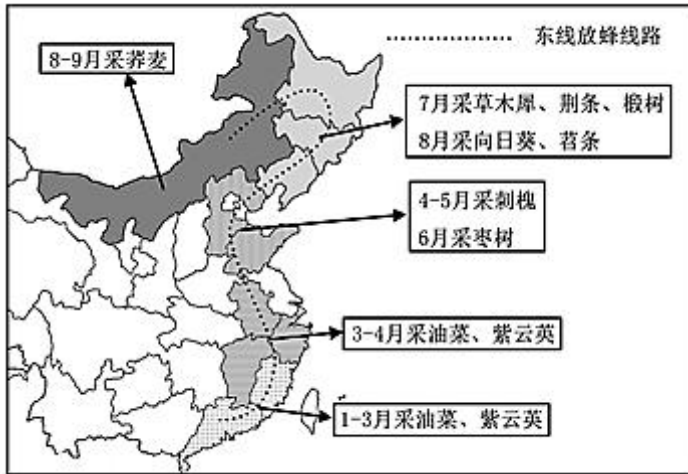 东线放蜂线路
8-9月采荞麦
7月采草木犀、荆条、椴树
8月采向日葵、苕条
4-5月采刺槐
6月采枣树
3-4月采油菜、紫云英
1-3月采油菜、紫云英